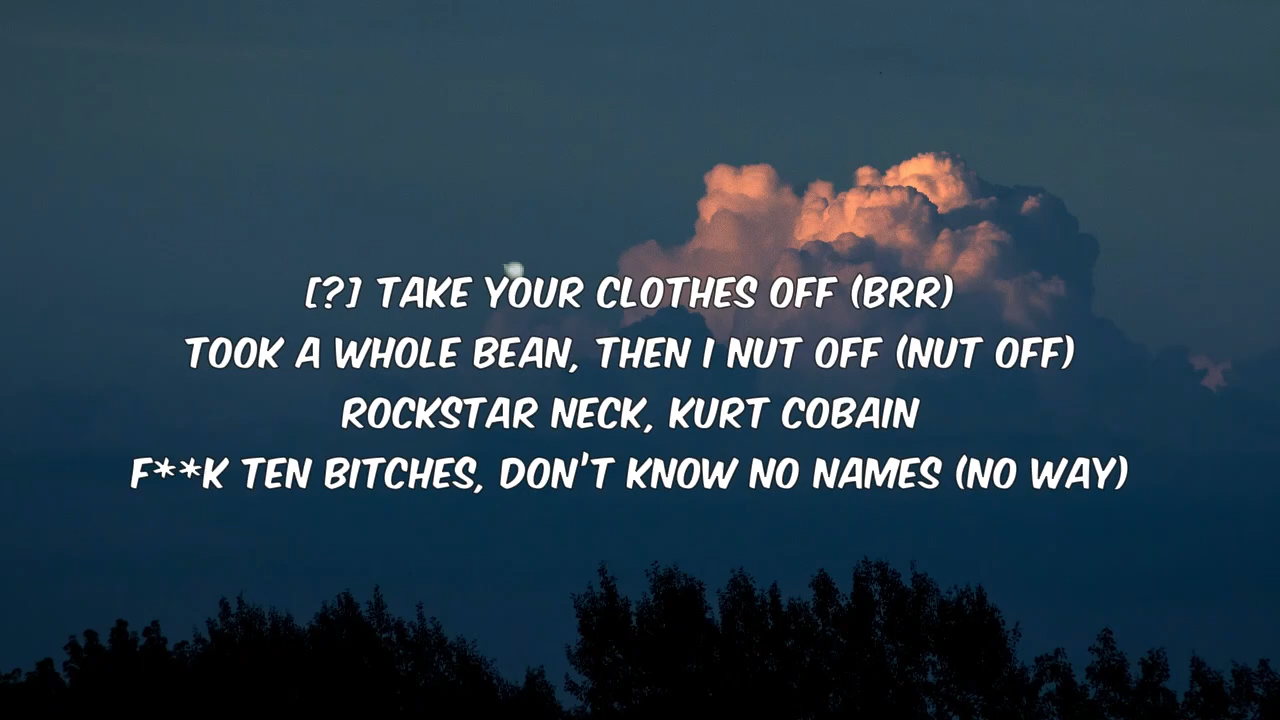 [?] TAKE YOUR CLOTHES OFF (BRR)
TOOK A WHOLE BEAN, THEN I NUT OFF (NUT OFF)
ROCKSTAR NECK, KURT COBAIN
F**K TEN BITCHES, DON'T KNOW NO NAMES (NO WAY)